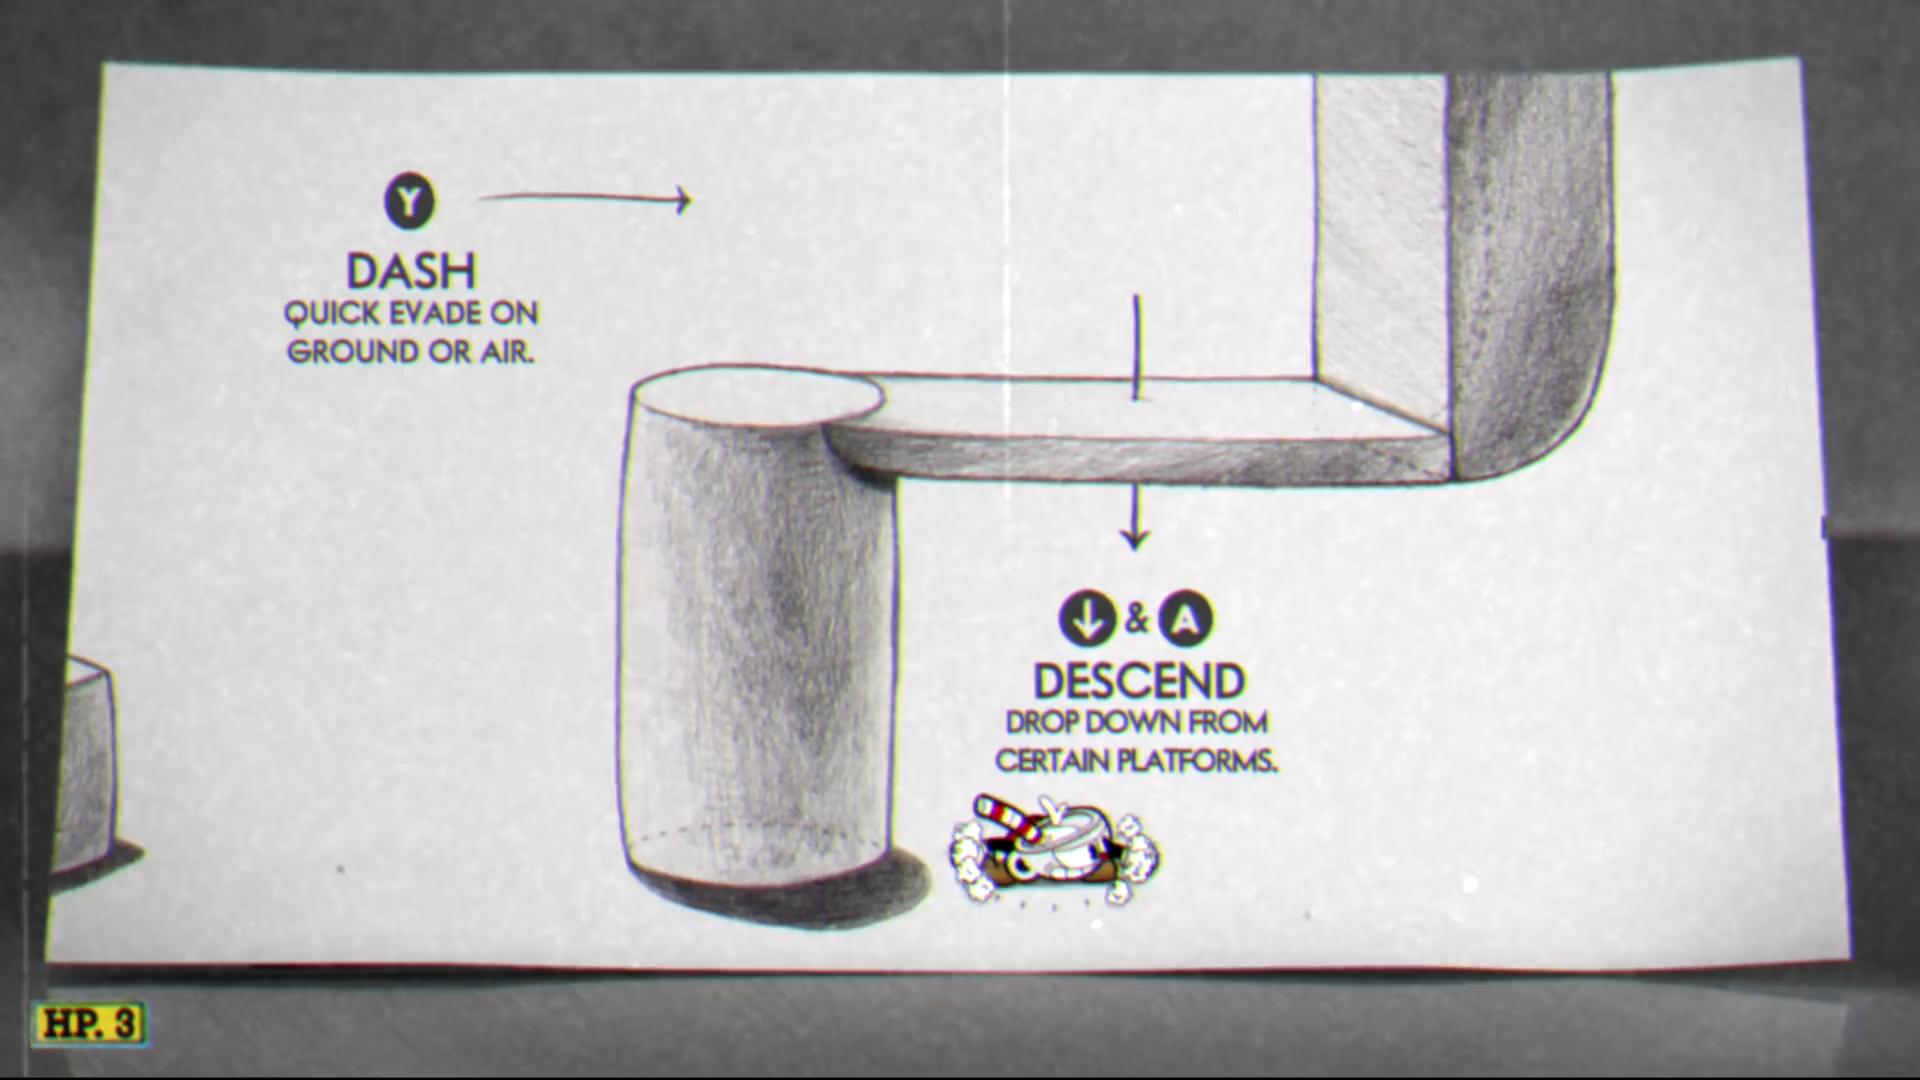 Y
DASH
QUICK EVADE ON
GROUND OR AIR.
& A
DESCEND
DROP DOWN FROM
CERTAIN PLATFORMS.
HP. 3